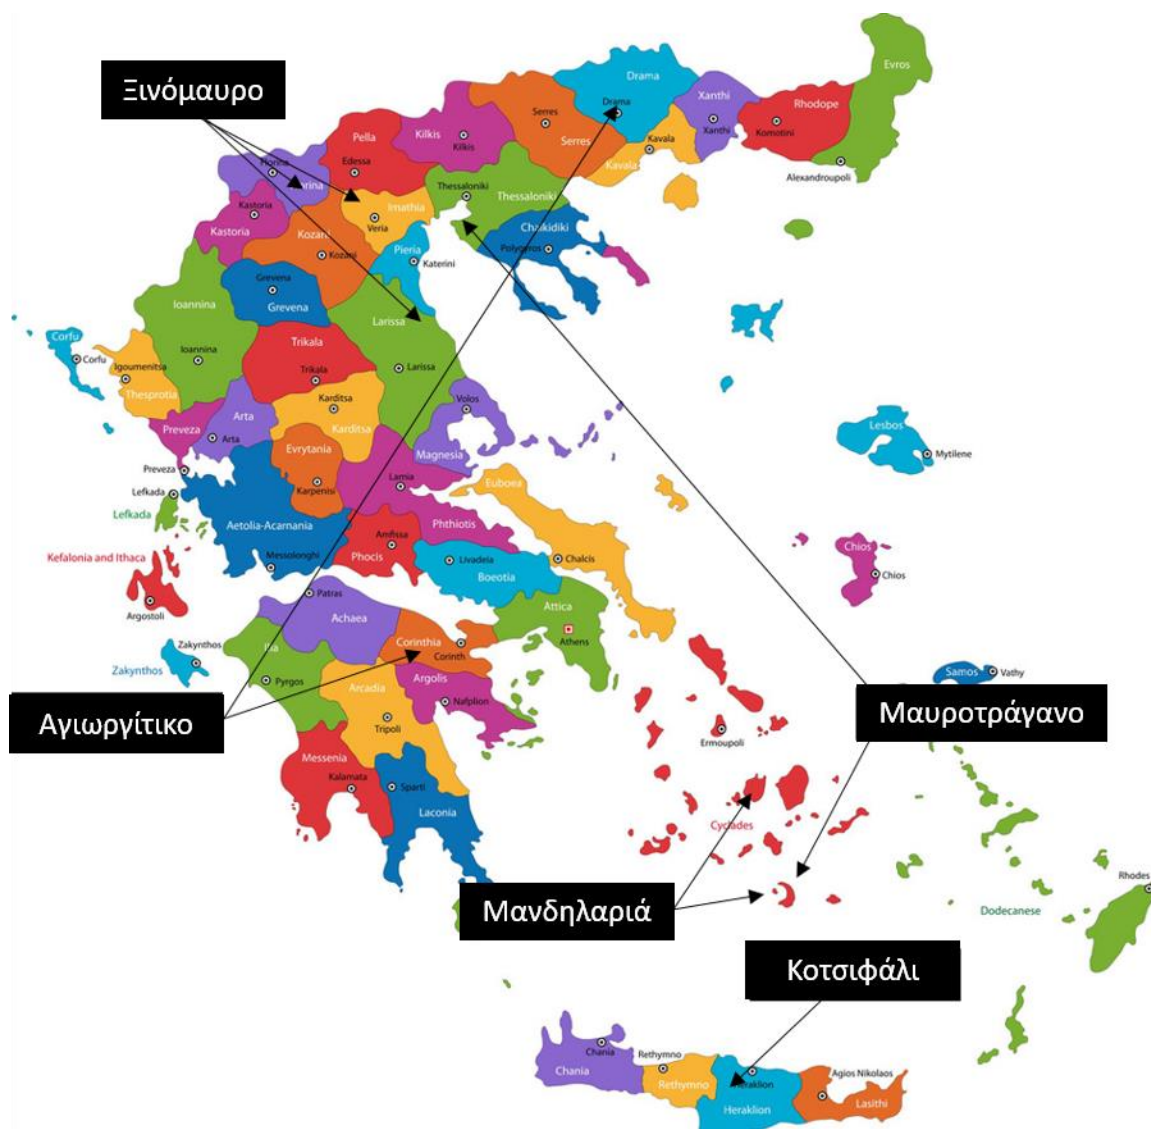 Ξινόμαυρο
Evros
Drama
Drama
Xanthi
Xanthi
Rhodope
Komotini
Serres
Serres
Kilkis
Kilkis
Pella
Edessa
Kavala
Kavala
Alexandroupoli
Florina
Thessaloniki
Thessaloniki
Kastoria
Kastoria
Imathia
Veria
Chalkidiki
Polygyros
Kozani
Kozani
Pieria
Katerini
Grevena
Grevena
Ioannina
Ioannina
Larissa
Larissa
Corfu
Corfu
Trikala
Trikala
Igoumenitsa
Thesprotia
Karditsa
Karditsa
Volos
Magnesia
Arta
Arta
Preveza
Preveza
Lesbos
Mytilene
Evrytania
Karpenisi
Lamia
Euboea
Lefkada
Lefkada
Aetolia-Acarnania
Messolonghi
Phthiotis
Amfissa
Phocis
Livadeia
Boeotia
Chalcis
Chios
Chios
Kefalonia and Ithaca
Argostoli
Patras
Achaea
Attica
Athens
Corinthia
Corinth
Zakynthos
Zakynthos
Ilia
Pyrgos
Arcadia
Tripoli
Argolis
Nafplion
Samos
Vathy
Αγιωργίτικο
Μαυροτράγανο
Ermoupoli
Messenia
Kalamata
Sparti
Laconia
Cyclades
Rhodes
Dodecanese
Μανδηλαριά
Κοτσιφάλι
Chania
Chania
Rethymno
Rethymno
Heraklion
Heraklion
Agios Nikolaos
Lasithi